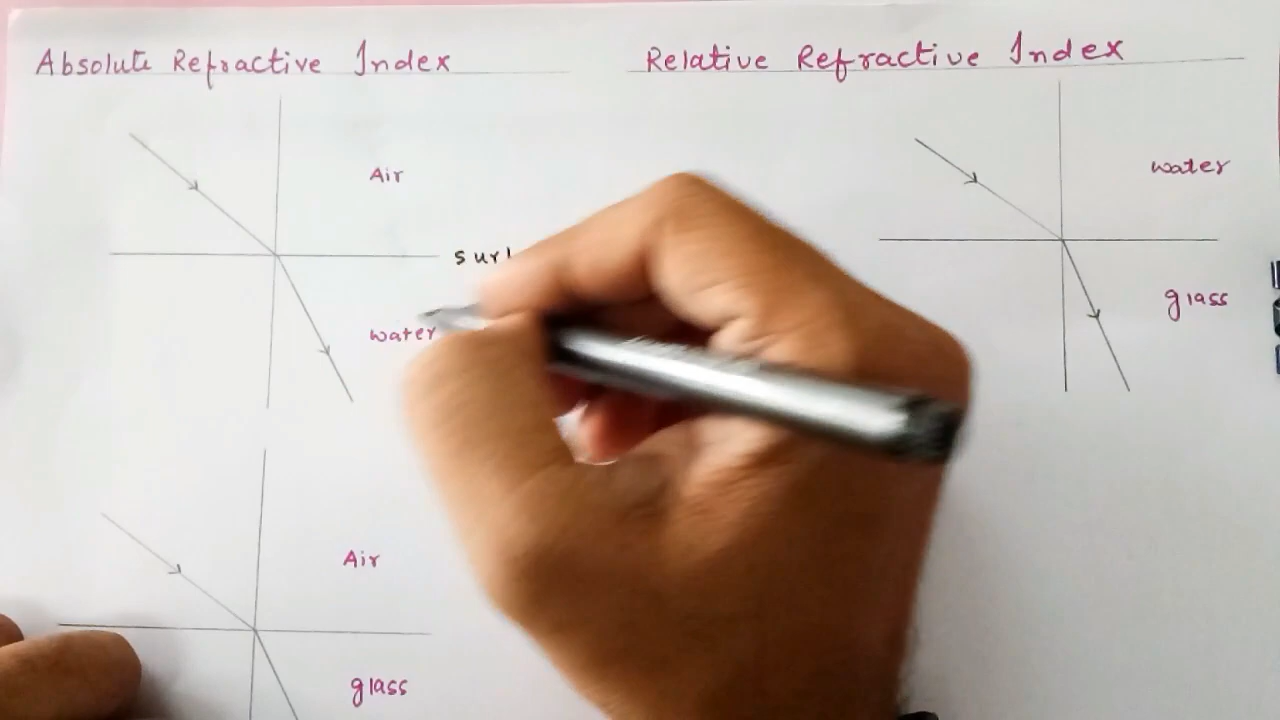 Absolute Refractive Index
Relative Refractive Index
Air
water
glass
water
Air
glass